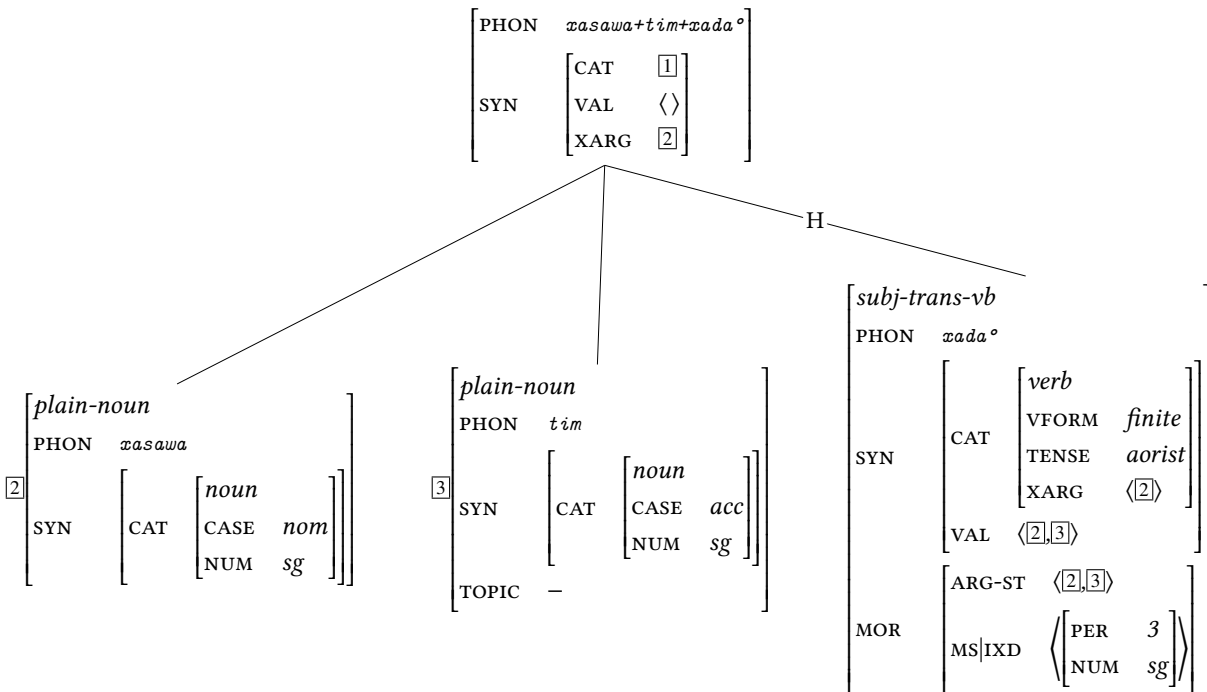 PHON xasawa+tim+xada°
SYN
CAT 1
VAL ⟨ ⟩
XARG 2
H
2
plain-noun
PHON xasawa
SYN
CAT
noun
CASE nom
NUM sg
3
plain-noun
PHON tim
SYN
CAT
noun
CASE acc
NUM sg
TOPIC −
subj-trans-vb
PHON xada°
SYN
CAT
verb
VFORM finite
TENSE aorist
XARG ⟨2⟩
VAL ⟨2,3⟩
MOR
ARG-ST ⟨2,3⟩
MS|IXD
PER 3
NUM sg